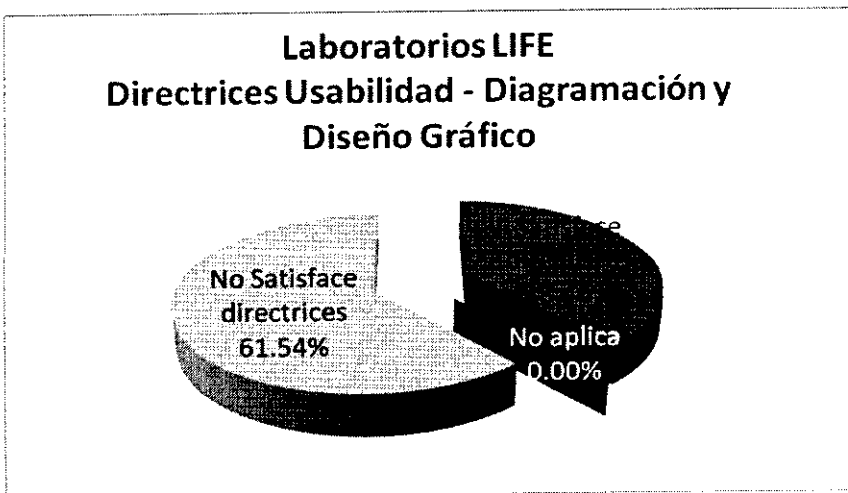 Laboratorios LIFE
Directrices Usabilidad - Diagramación y
Diseño Gráfico
No Satisface
directrices
61.54%
No aplica
0.00%